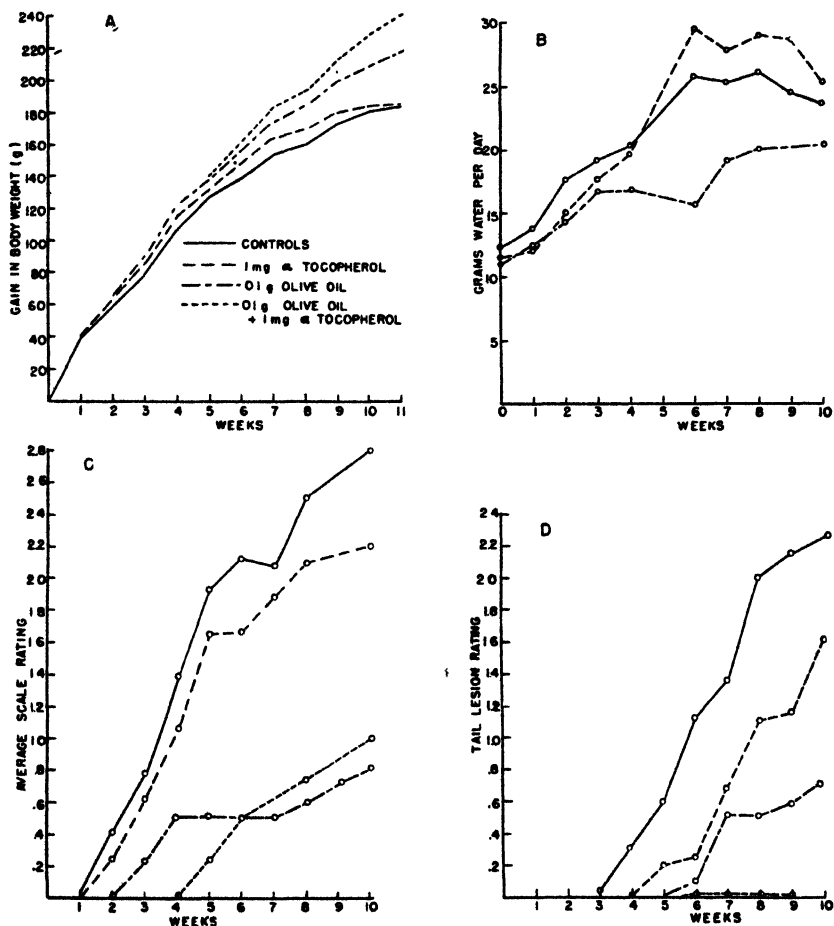 A
240
220
200
180
160
140
120
100
80
60
40
20
GAIN IN BODYWEIGHT (g)
CONTROLS
1 mg α TOCOPHEROL
01 g OLIVE OIL
01 g OLIVE OIL
+ 1 mg α TOCOPHEROL
1 2 3 4 5 6 7 8 9 10 11
WEEKS
B
30
25
20
15
10
5
GRAMS WATER PER DAY
0 1 2 3 4 5 6 7 8 9 10
WEEKS
C
2.8
2.6
2.4
2.2
2.0
1.8
1.6
1.4
1.2
1.0
.8
.6
.4
.2
AVERAGE SCALE RATING
1 2 3 4 5 6 7 8 9 10
WEEKS
D
2.4
2.2
2.0
1.8
1.6
1.4
1.2
1.0
.8
.6
.4
.2
TAIL LESION RATING
1 2 3 4 5 6 7 8 9 10
WEEKS